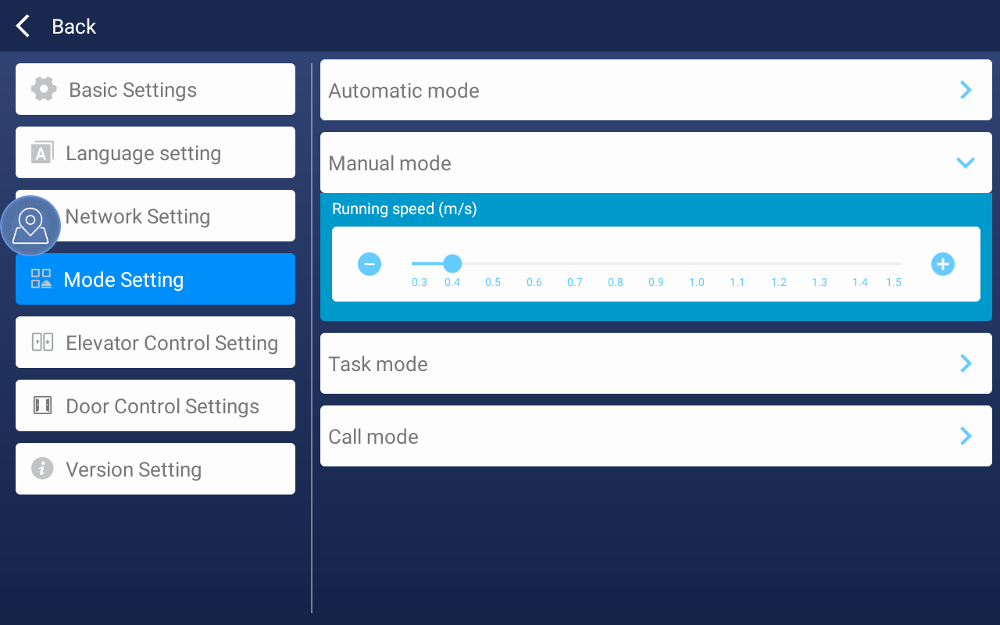 Back
Basic Settings
Language setting
Network Setting
Mode Setting
Elevator Control Setting
Door Control Settings
Version Setting
Automatic mode
Manual mode
Running speed (m/s)
0.3 0.4 0.5 0.6 0.7 0.8 0.9 1.0 1.1 1.2 1.3 1.4 1.5
Task mode
Call mode